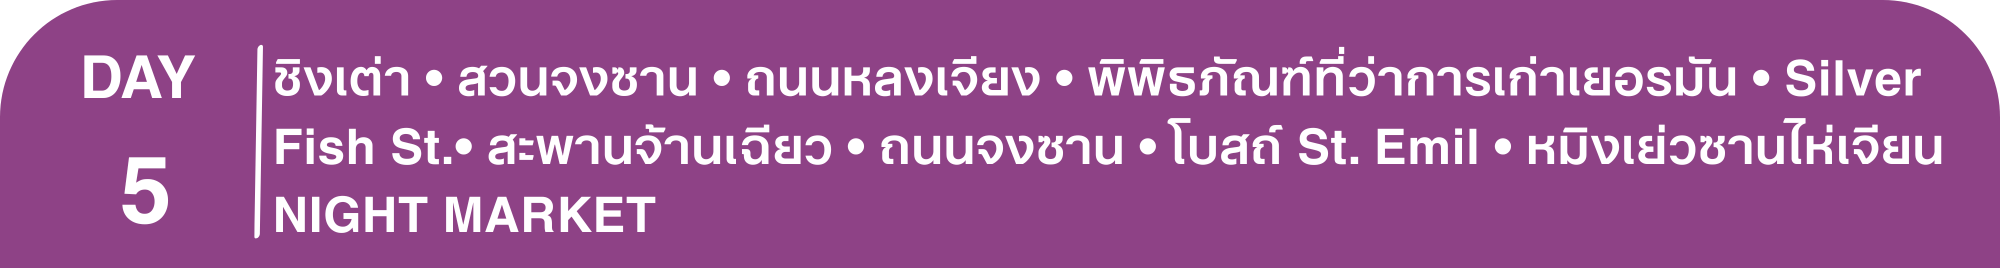 DAY
5
ชิงเต่า • สวนจงซาน • ถนนหลงเจียง • พิพิธภัณฑ์ที่ว่าการเก่าเยอรมัน • Silver
Fish St.• สะพานจ้านเฉียว • ถนนจงซาน • โบสถ์ St. Emil • หมิงเย่วซานไห่เจียน
NIGHT MARKET